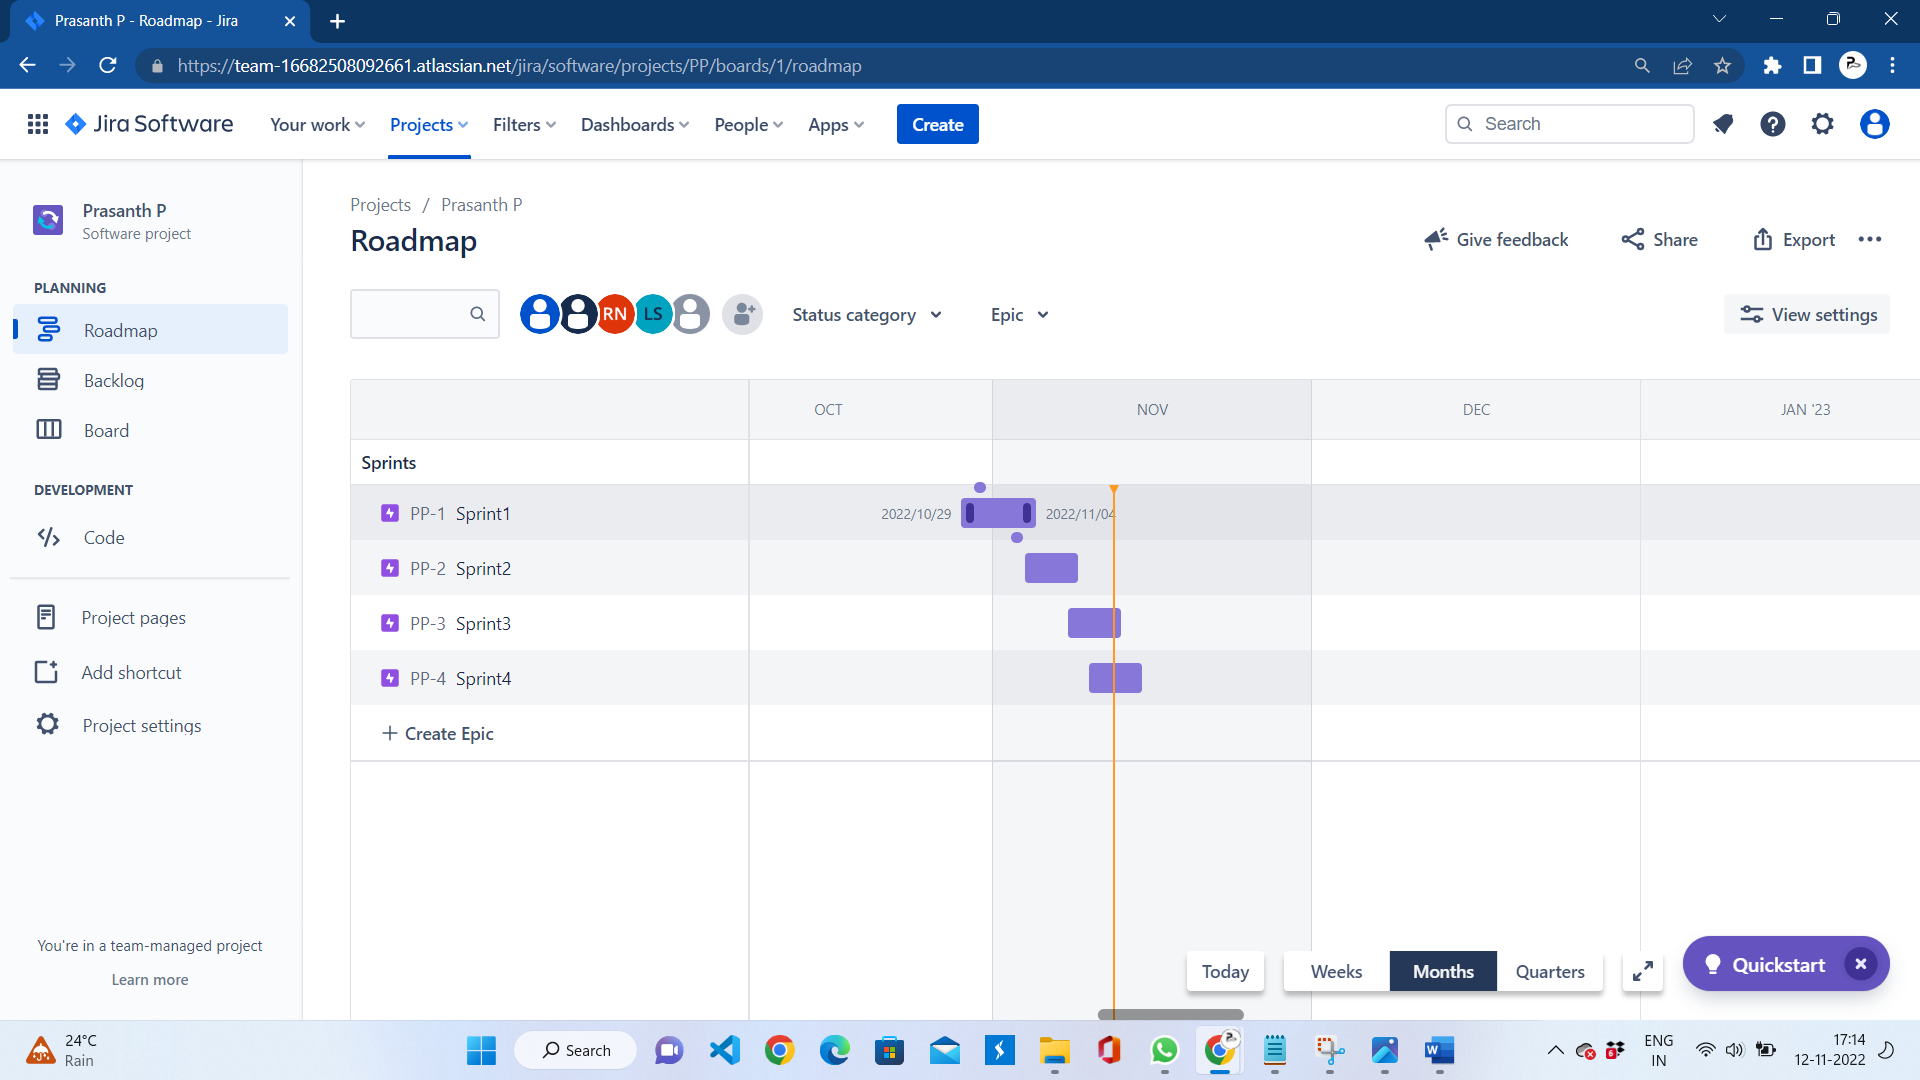 Prasanth P - Roadmap - Jira
https://team-16682508092661.atlassian.net/jira/software/projects/PP/boards/1/roadmap
Jira Software
Your work
Projects
Filters
Dashboards
People
Apps
Create
Search
Prasanth P
Software project
PLANNING
Roadmap
Backlog
Board
DEVELOPMENT
Code
Project pages
Add shortcut
Project settings
You're in a team-managed project
Learn more
Projects / Prasanth P
Roadmap
Give feedback
Share
Export
RN
LS
Status category
Epic
View settings
OCT
NOV
DEC
JAN '23
Sprints
PP-1 Sprint1
2022/10/29
2022/11/04
PP-2 Sprint2
PP-3 Sprint3
PP-4 Sprint4
Create Epic
Today
Weeks
Months
Quarters
Quickstart
24°C
Rain
Search
6
ENG
IN
17:14
12-11-2022